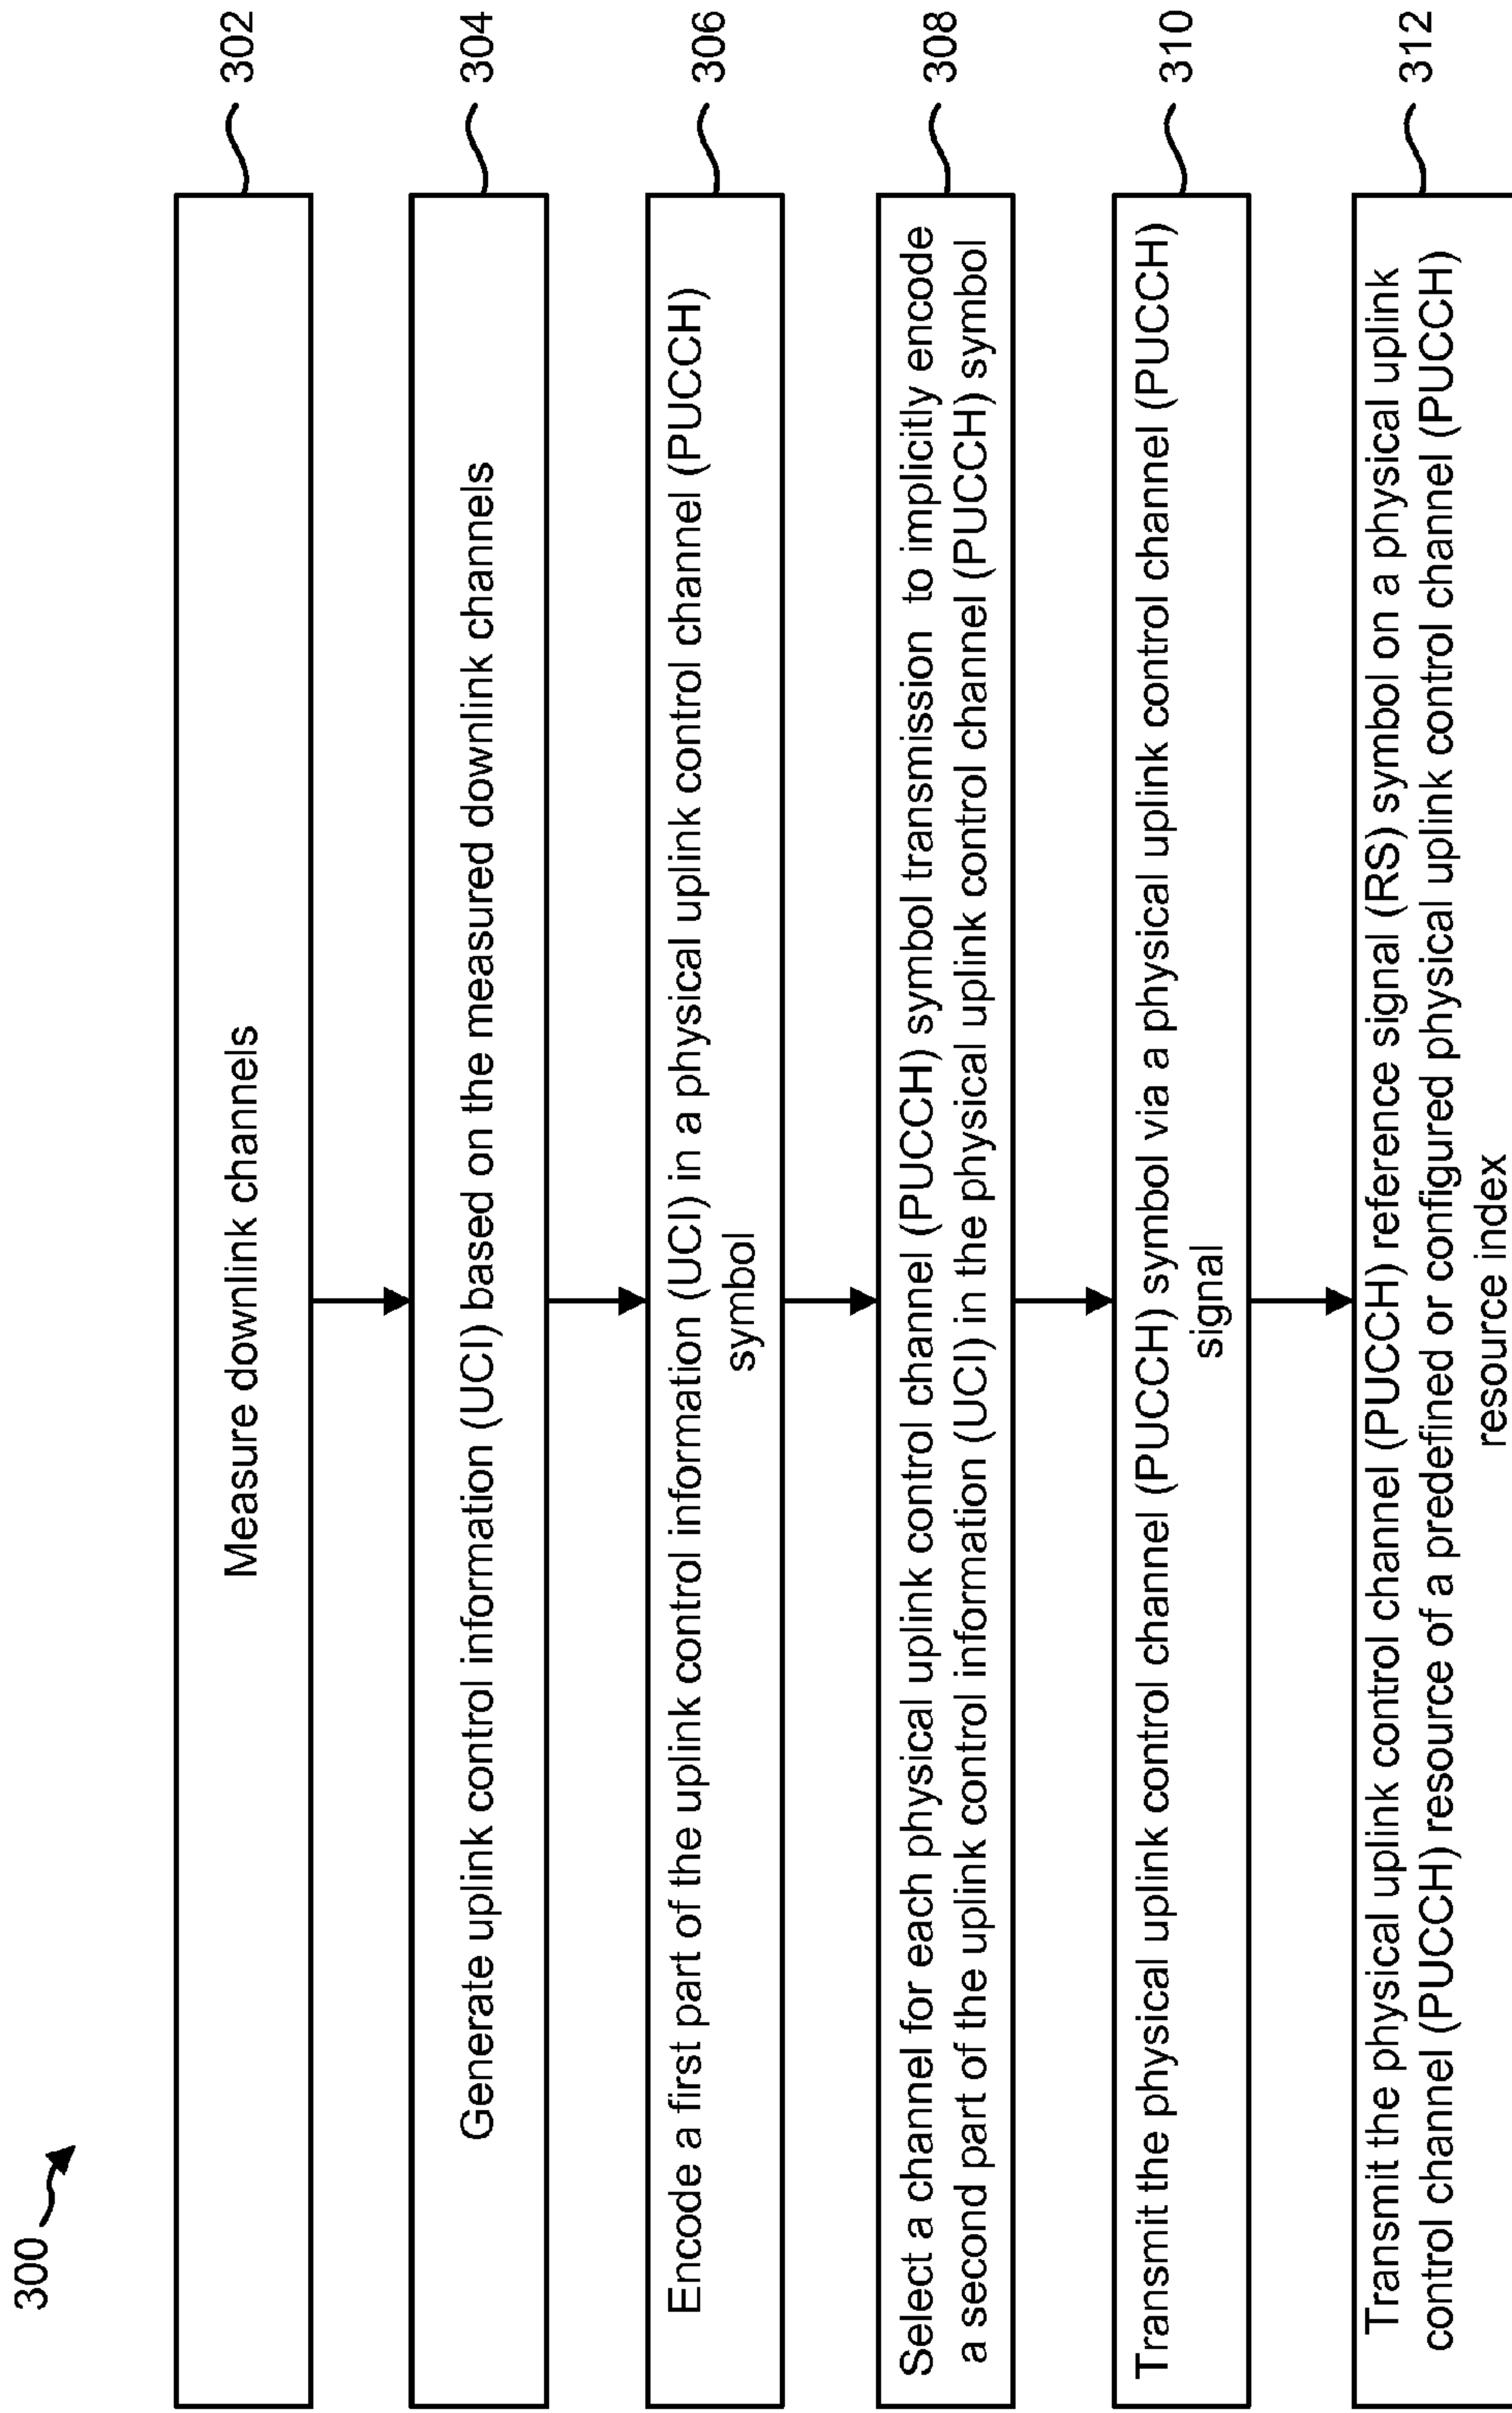 300
Measure downlink channels
302
Generate uplink control information (UCI) based on the measured downlink channels
304
Encode a first part of the uplink control information (UCI) in a physical uplink control channel (PUCCH)
symbol
306
Select a channel for each physical uplink control channel (PUCCH) symbol transmission to implicitly encode
a second part of the uplink control information (UCI) in the physical uplink control channel (PUCCH) symbol
308
Transmit the physical uplink control channel (PUCCH) symbol via a physical uplink control channel (PUCCH)
signal
310
Transmit the physical uplink control channel (PUCCH) reference signal (RS) symbol on a physical uplink
control channel (PUCCH) resource of a predefined or configured physical uplink control channel (PUCCH)
resource index
312